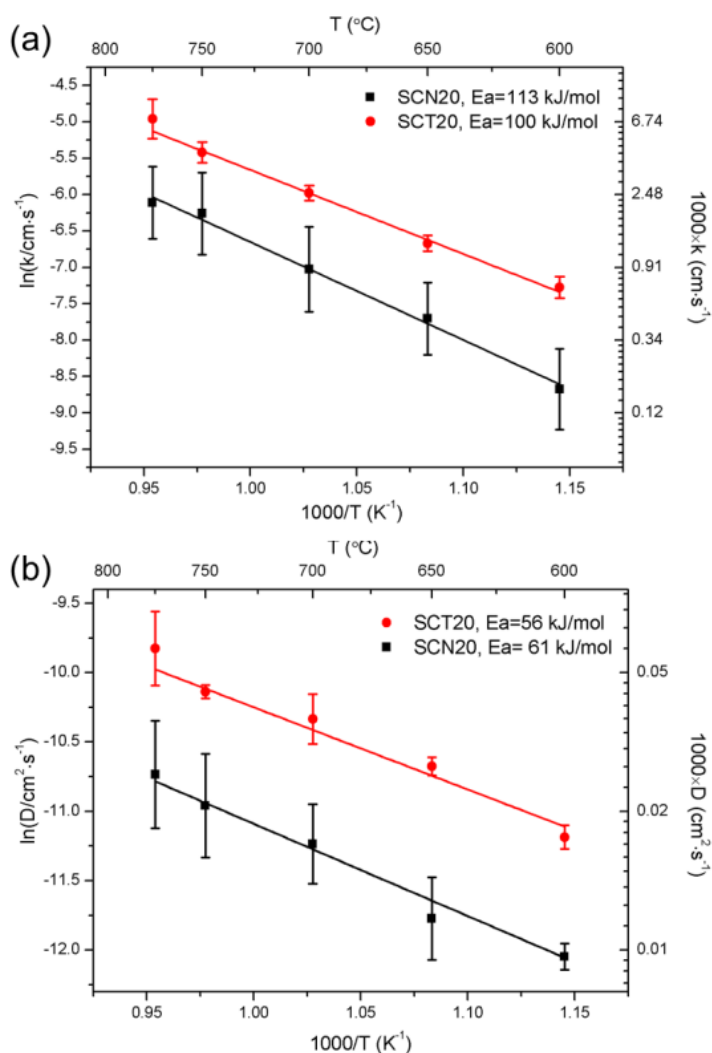 (a)
T (°C)
800 750 700 650 600
-4.5
-5.0
-5.5
-6.0
-6.5
-7.0
-7.5
-8.0
-8.5
-9.0
-9.5
ln(k/cm·s⁻¹)
SCN20, Ea=113 kJ/mol
SCT20, Ea=100 kJ/mol
6.74
2.48
0.91
0.34
0.12
1000×k (cm·s⁻¹)
0.95 1.00 1.05 1.10 1.15
1000/T (K⁻¹)
(b)
T (°C)
800 750 700 650 600
-9.5
-10.0
-10.5
-11.0
-11.5
-12.0
ln(D/cm²·s⁻¹)
SCT20, Ea=56 kJ/mol
SCN20, Ea= 61 kJ/mol
0.05
0.02
0.01
1000×D (cm²·s⁻¹)
0.95 1.00 1.05 1.10 1.15
1000/T (K⁻¹)